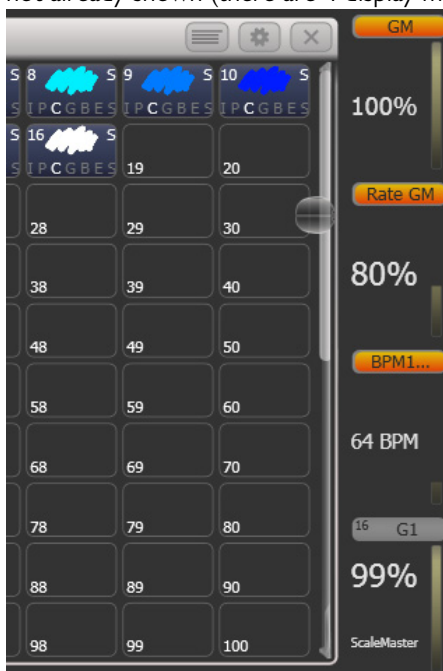 not already shown (there are 4 display
GM
S 8 S 9 S 10 S
S I P C G B E S I P C G B E S I P C G B E S
100%
S 16 S
S I P C G B E S 19 20
Rate GM
28 29 30
80%
38 39 40
48 49 50
BPM1...
58 59 60
64 BPM
68 69 70
78 79 80
16 G1
88 89 90
99%
98 99 100
ScaleMaster